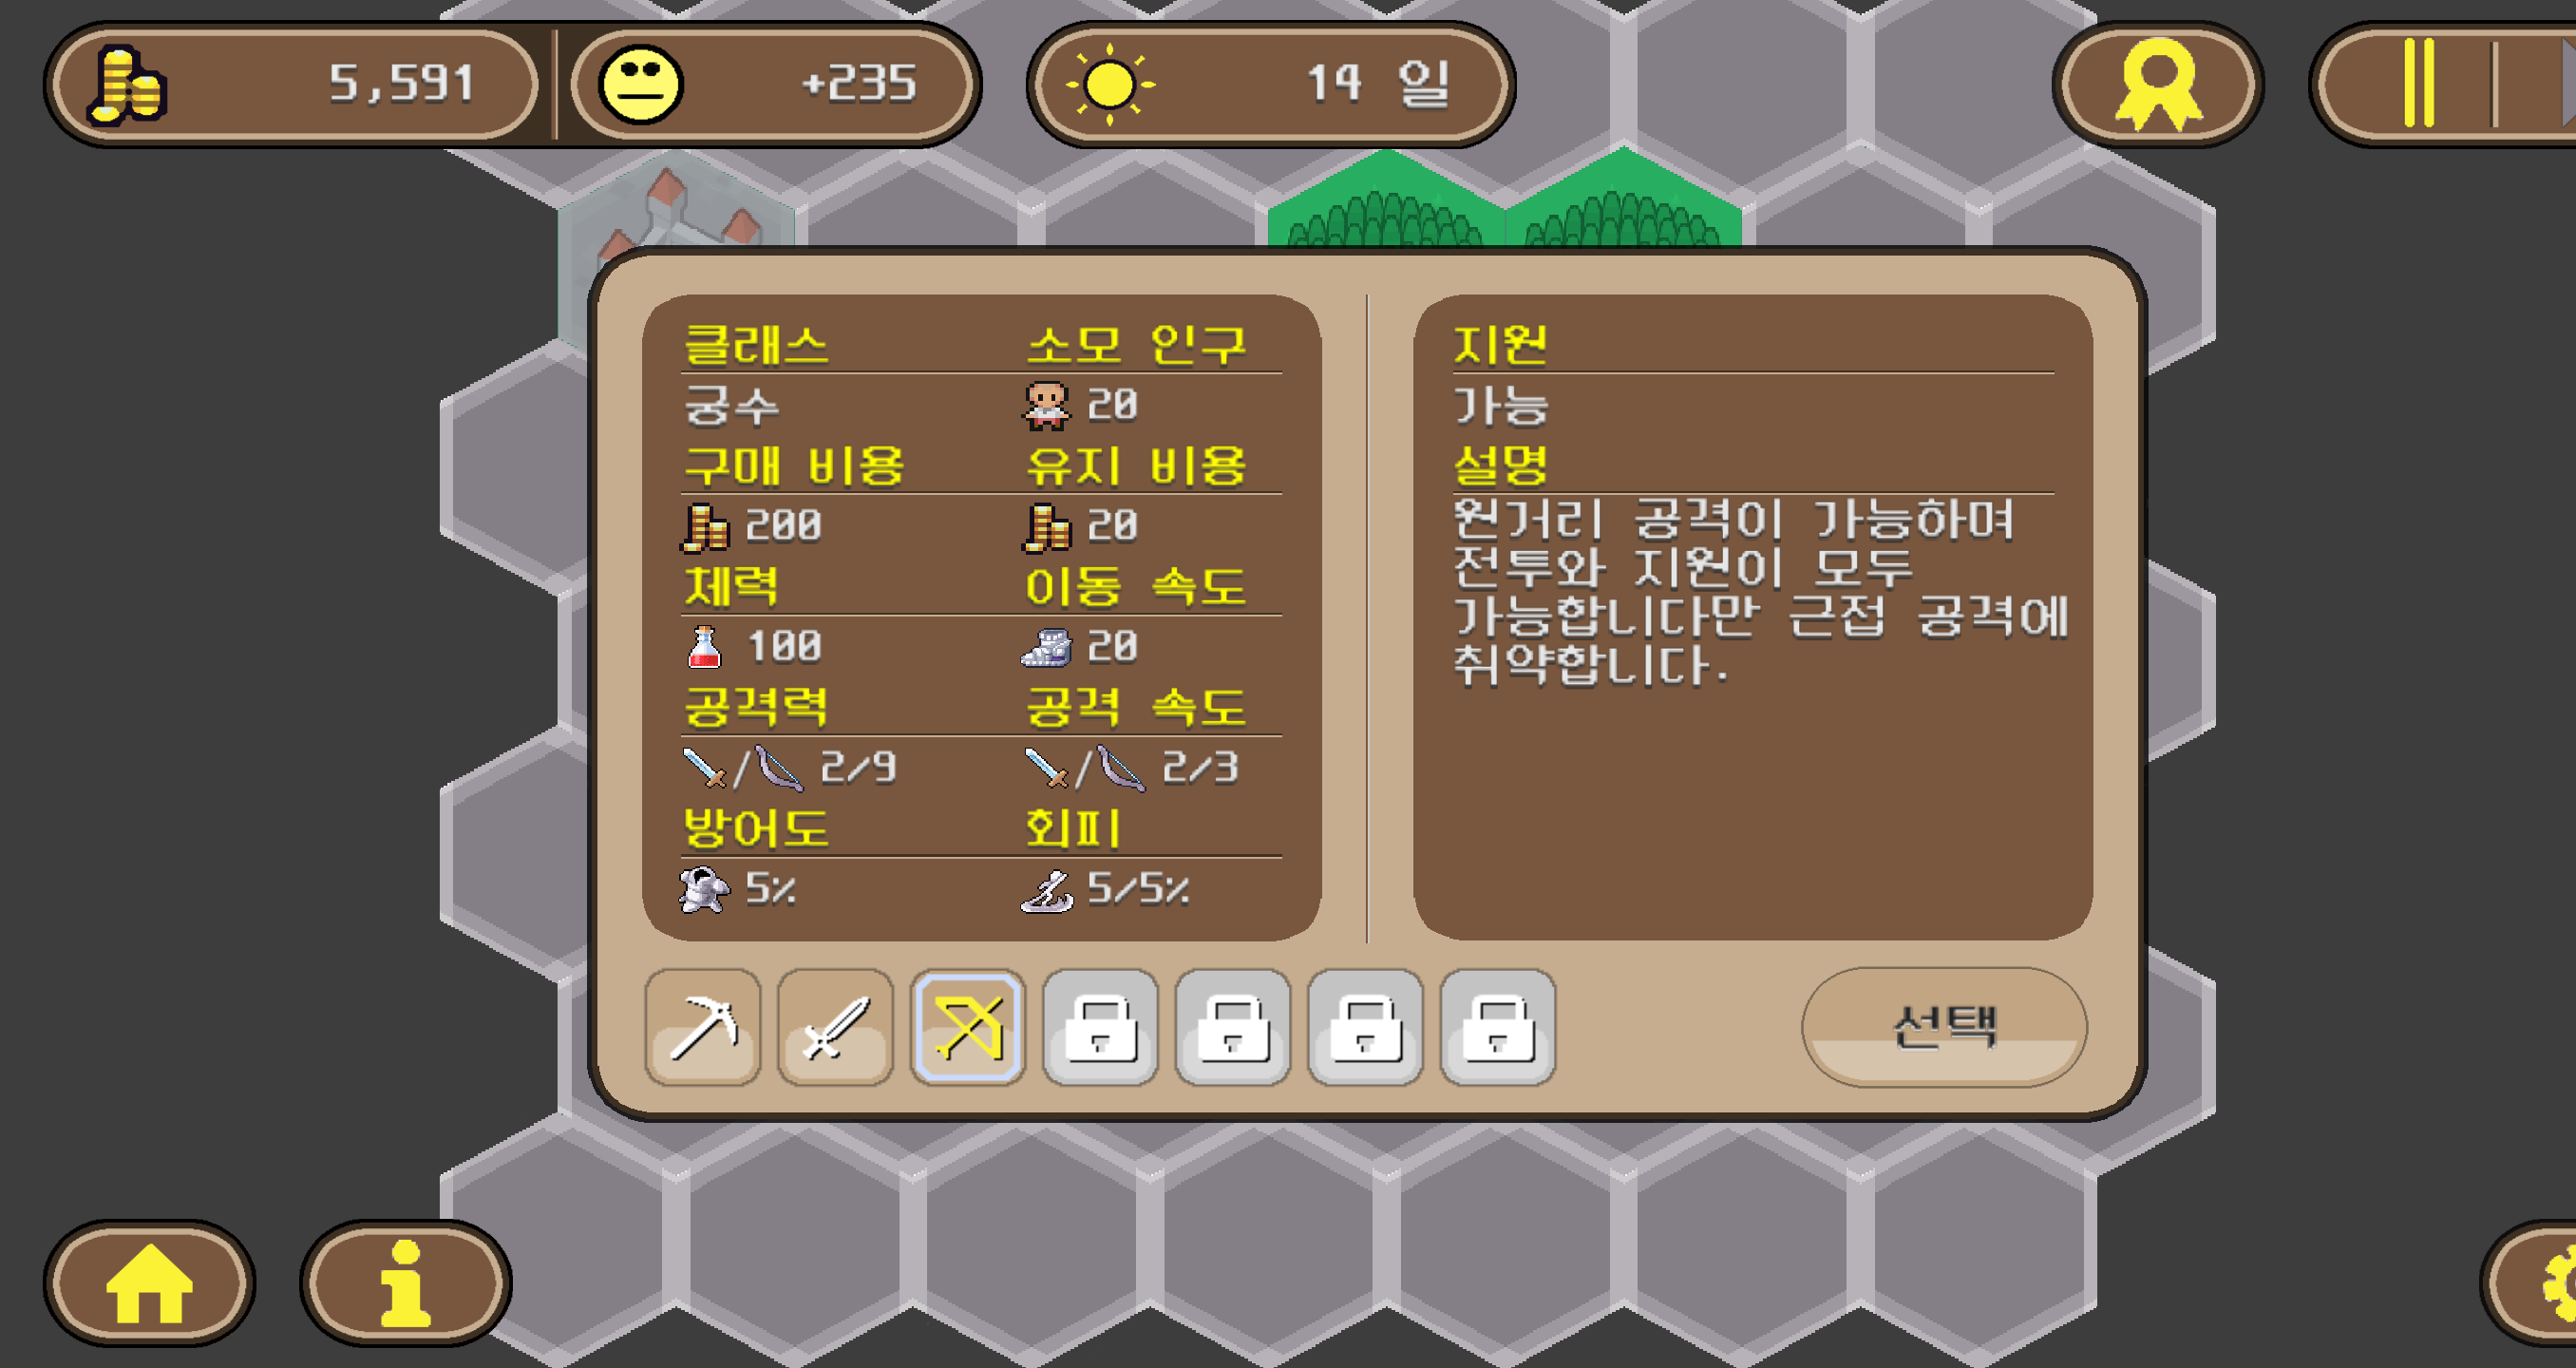 5,591 +235 14 일
클래스 소모 인구
궁수 20
구매 비용 유지 비용
200 20
체력 이동 속도
100 20
공격력 공격 속도
/ 2/9 / 2/3
방어도 회피
5% 5/5%
지원
가능
설명
원거리 공격이 가능하며
전투와 지원이 모두
가능합니다만 근접 공격에
취약합니다.
선택